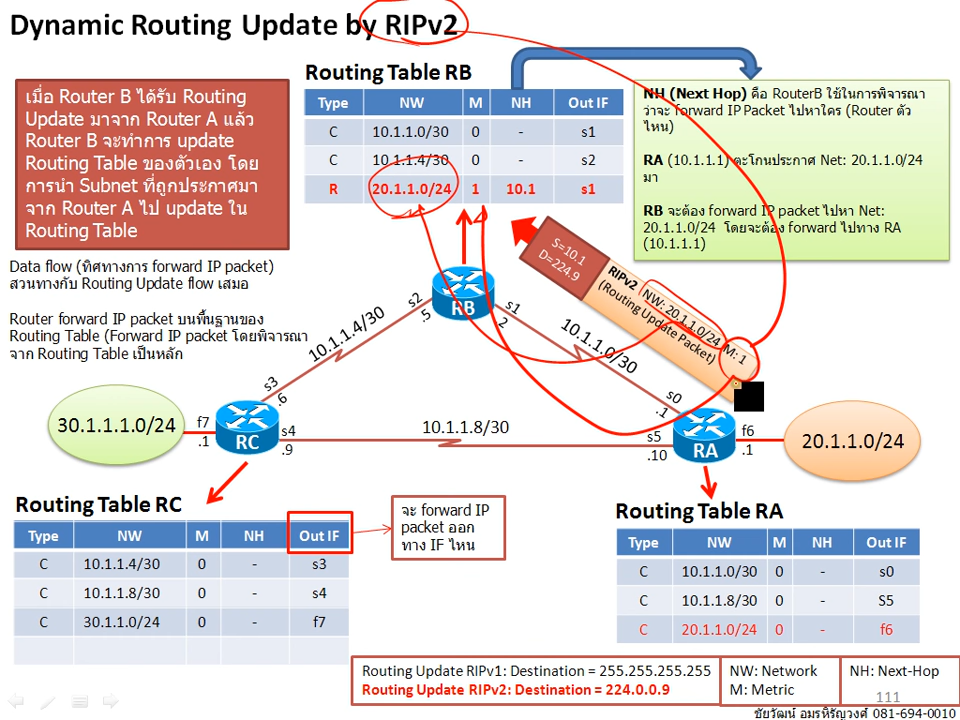 Dynamic Routing Update by RIPv2
เมื่อ Router B ได้รับ Routing
Update มาจาก Router A แล้ว
Router B จะทำการ update
Routing Table ของตัวเอง โดย
การนำ Subnet ที่ถูกประกาศมา
จาก Router A ไป update ใน
Routing Table
Routing Table RB
Type NW M NH Out IF
C 10.1.1.0/30 0 - s1
C 10.1.1.4/30 0 - s2
R 20.1.1.0/24 1 10.1 s1
NH (Next Hop) คือ RouterB ใช้ในการพิจารณา
ว่าจะ forward IP Packet ไปหาใคร (Router ตัว
ไหน)
RA (10.1.1.1) ตะโกนประกาศ Net: 20.1.1.0/24
มา
RB จะต้อง forward IP packet ไปหา Net:
20.1.1.0/24 โดยจะต้อง forward ไปทาง RA
(10.1.1.1)
Data flow (ทิศทางการ forward IP packet)
สวนทางกับ Routing Update flow เสมอ
Router forward IP packet บนพื้นฐานของ
Routing Table (Forward IP packet โดยพิจารณา
จาก Routing Table เป็นหลัก
S=10.1
D=224.9
RIPv2 NW: 20.1.1.0/24 M: 1
(Routing Update Packet)
RB
s2
.5
s1
.2
10.1.1.4/30
10.1.1.0/30
s3
.6
s0
.1
30.1.1.1.0/24
f7
.1
RC
s4
.9
10.1.1.8/30
s5
.10
RA
f6
.1
20.1.1.0/24
Routing Table RC
Type NW M NH Out IF
C 10.1.1.4/30 0 - s3
C 10.1.1.8/30 0 - s4
C 30.1.1.0/24 0 - f7
จะ forward IP
packet ออก
ทาง IF ไหน
Routing Table RA
Type NW M NH Out IF
C 10.1.1.0/30 0 - s0
C 10.1.1.8/30 0 - S5
C 20.1.1.0/24 0 - f6
Routing Update RIPv1: Destination = 255.255.255.255
Routing Update RIPv2: Destination = 224.0.0.9
NW: Network
M: Metric
NH: Next-Hop
111
ชัยวัฒน์ อมรหิรัญวงศ์ 081-694-0010